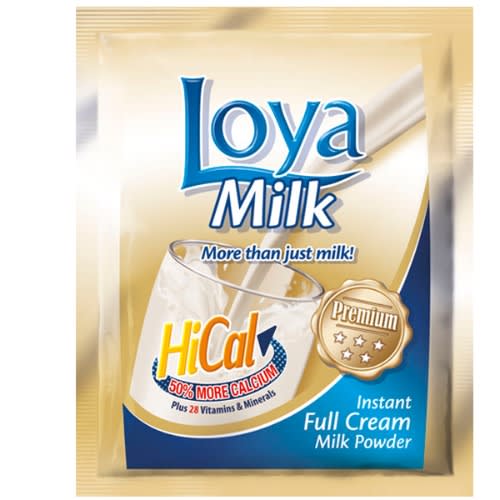 Loya
Milk
More than just milk!
Premium
HiCal
50% MORE CALCIUM
Plus 28 Vitamins & Minerals
Instant
Full Cream
Milk Powder